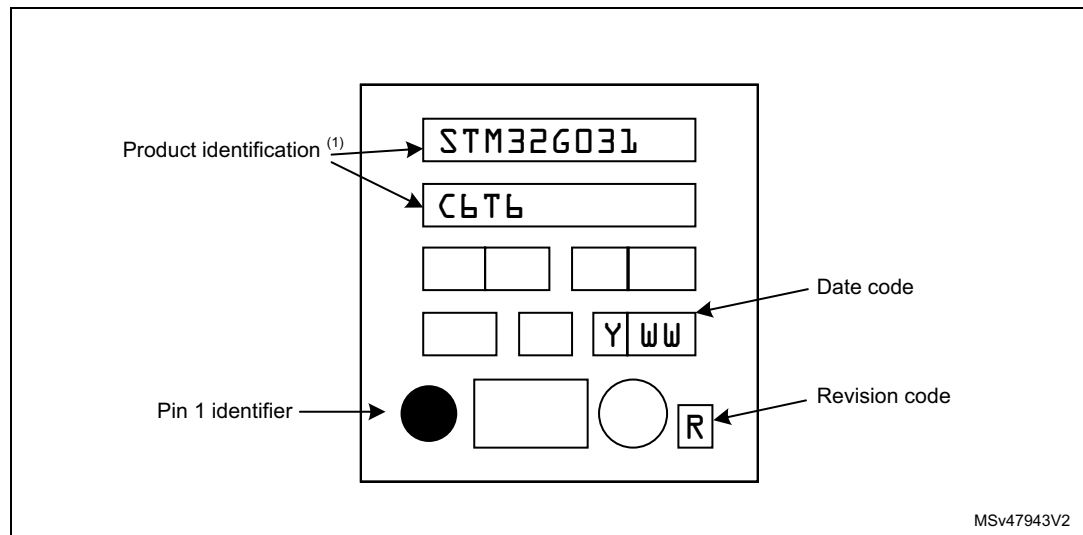 STM32G031
Product identification (1)
C6T6
Date code
Y WW
Pin 1 identifier
Revision code
R
MSv47943V2